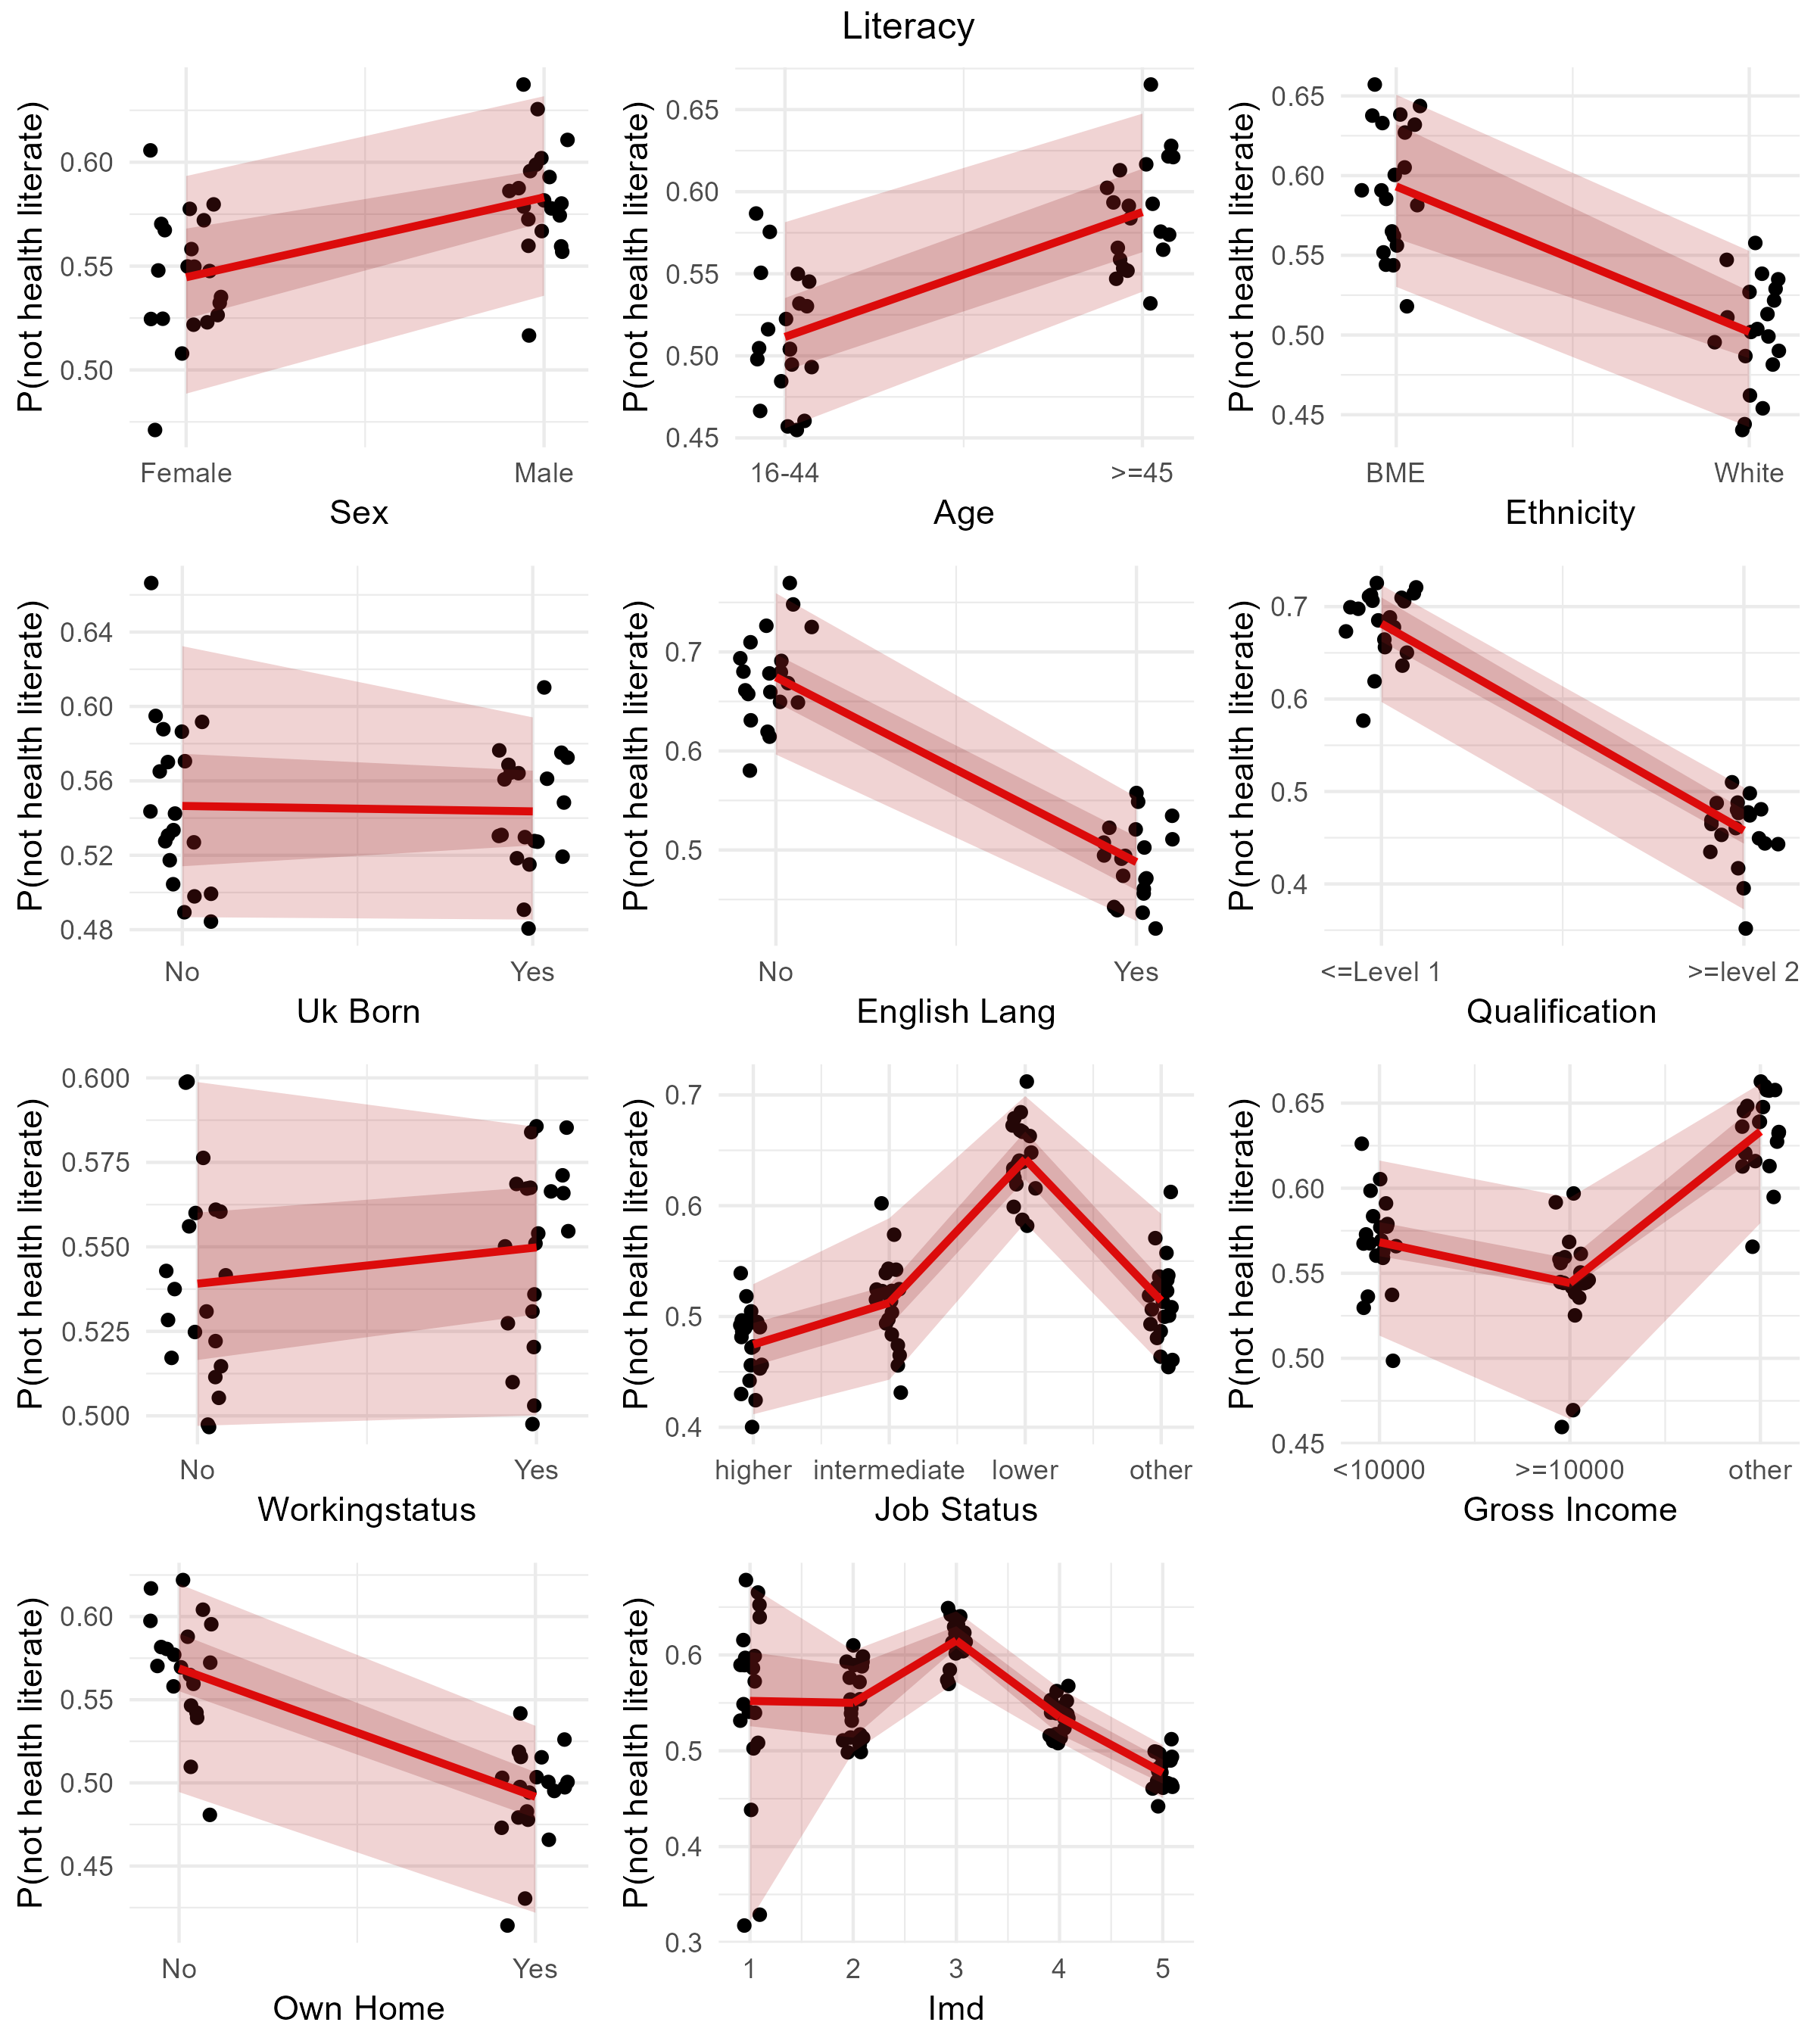 Literacy
P(not health literate)
0.60
0.55
0.50
Female Male
Sex
P(not health literate)
0.65
0.60
0.55
0.50
0.45
16-44 >=45
Age
P(not health literate)
0.65
0.60
0.55
0.50
0.45
BME White
Ethnicity
P(not health literate)
0.64
0.60
0.56
0.52
0.48
No Yes
Uk Born
P(not health literate)
0.7
0.6
0.5
No Yes
English Lang
P(not health literate)
0.7
0.6
0.5
0.4
<=Level 1 >=level 2
Qualification
P(not health literate)
0.600
0.575
0.550
0.525
0.500
No Yes
Workingstatus
P(not health literate)
0.7
0.6
0.5
0.4
higher intermediate lower other
Job Status
P(not health literate)
0.65
0.60
0.55
0.50
0.45
<10000 >=10000 other
Gross Income
P(not health literate)
0.60
0.55
0.50
0.45
No Yes
Own Home
P(not health literate)
0.6
0.5
0.4
0.3
1 2 3 4 5
Imd